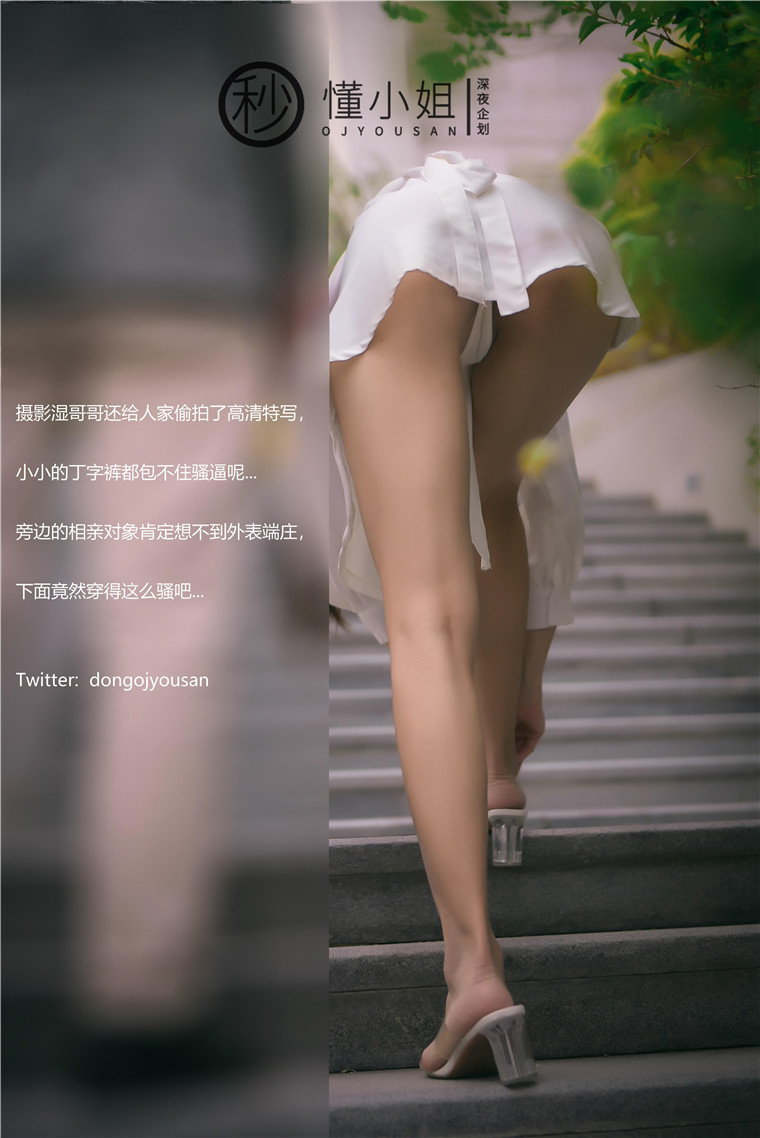 秒
懂小姐
OJYOUSAN
深夜企划
摄影湿哥哥还给人家偷拍了高清特写，
小小的丁字裤都包不住骚逼呢...
旁边的相亲对象肯定想不到外表端庄，
下面竟然穿得这么骚吧...
Twitter: dongojyousan